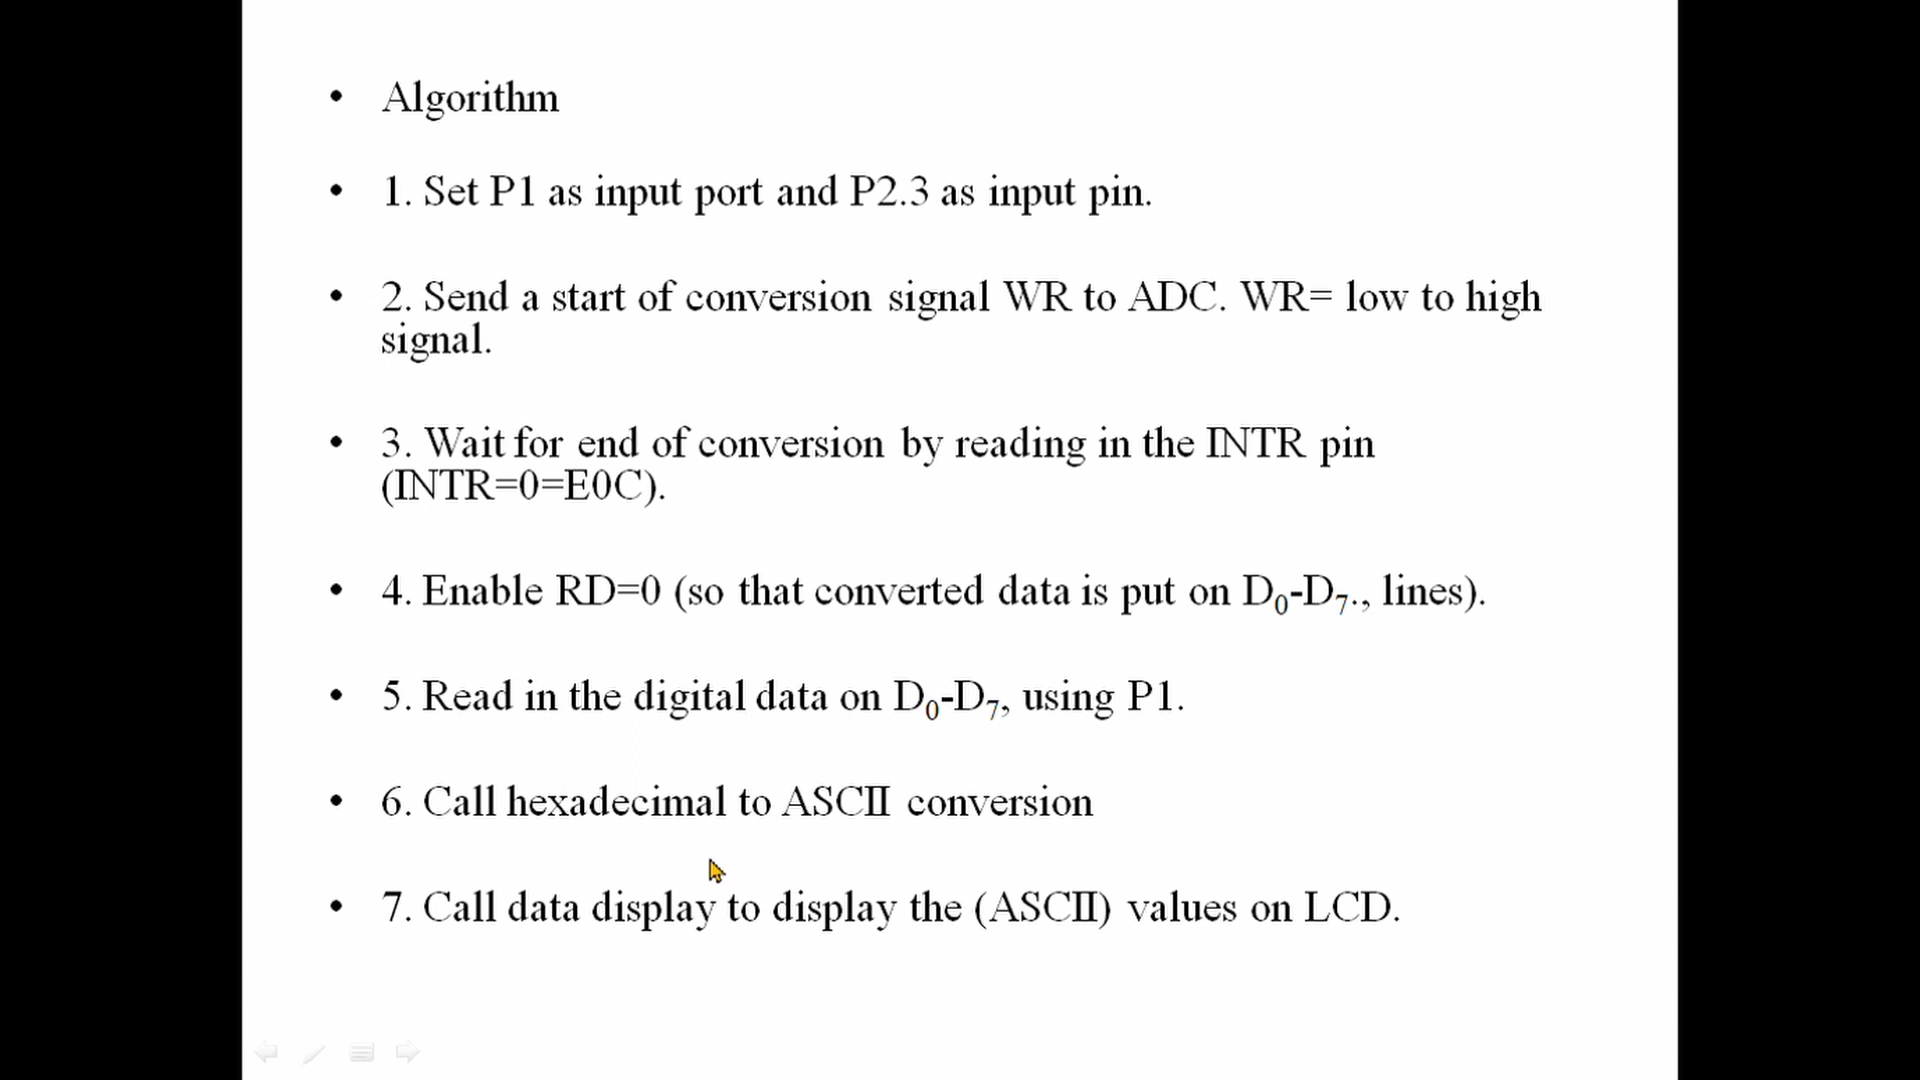 • Algorithm
• 1. Set P1 as input port and P2.3 as input pin.
• 2. Send a start of conversion signal WR to ADC. WR= low to high
signal.
• 3. Wait for end of conversion by reading in the INTR pin
(INTR=0=E0C).
• 4. Enable RD=0 (so that converted data is put on D₀-D₇., lines).
• 5. Read in the digital data on D₀-D₇, using P1.
• 6. Call hexadecimal to ASCII conversion
• 7. Call data display to display the (ASCII) values on LCD.